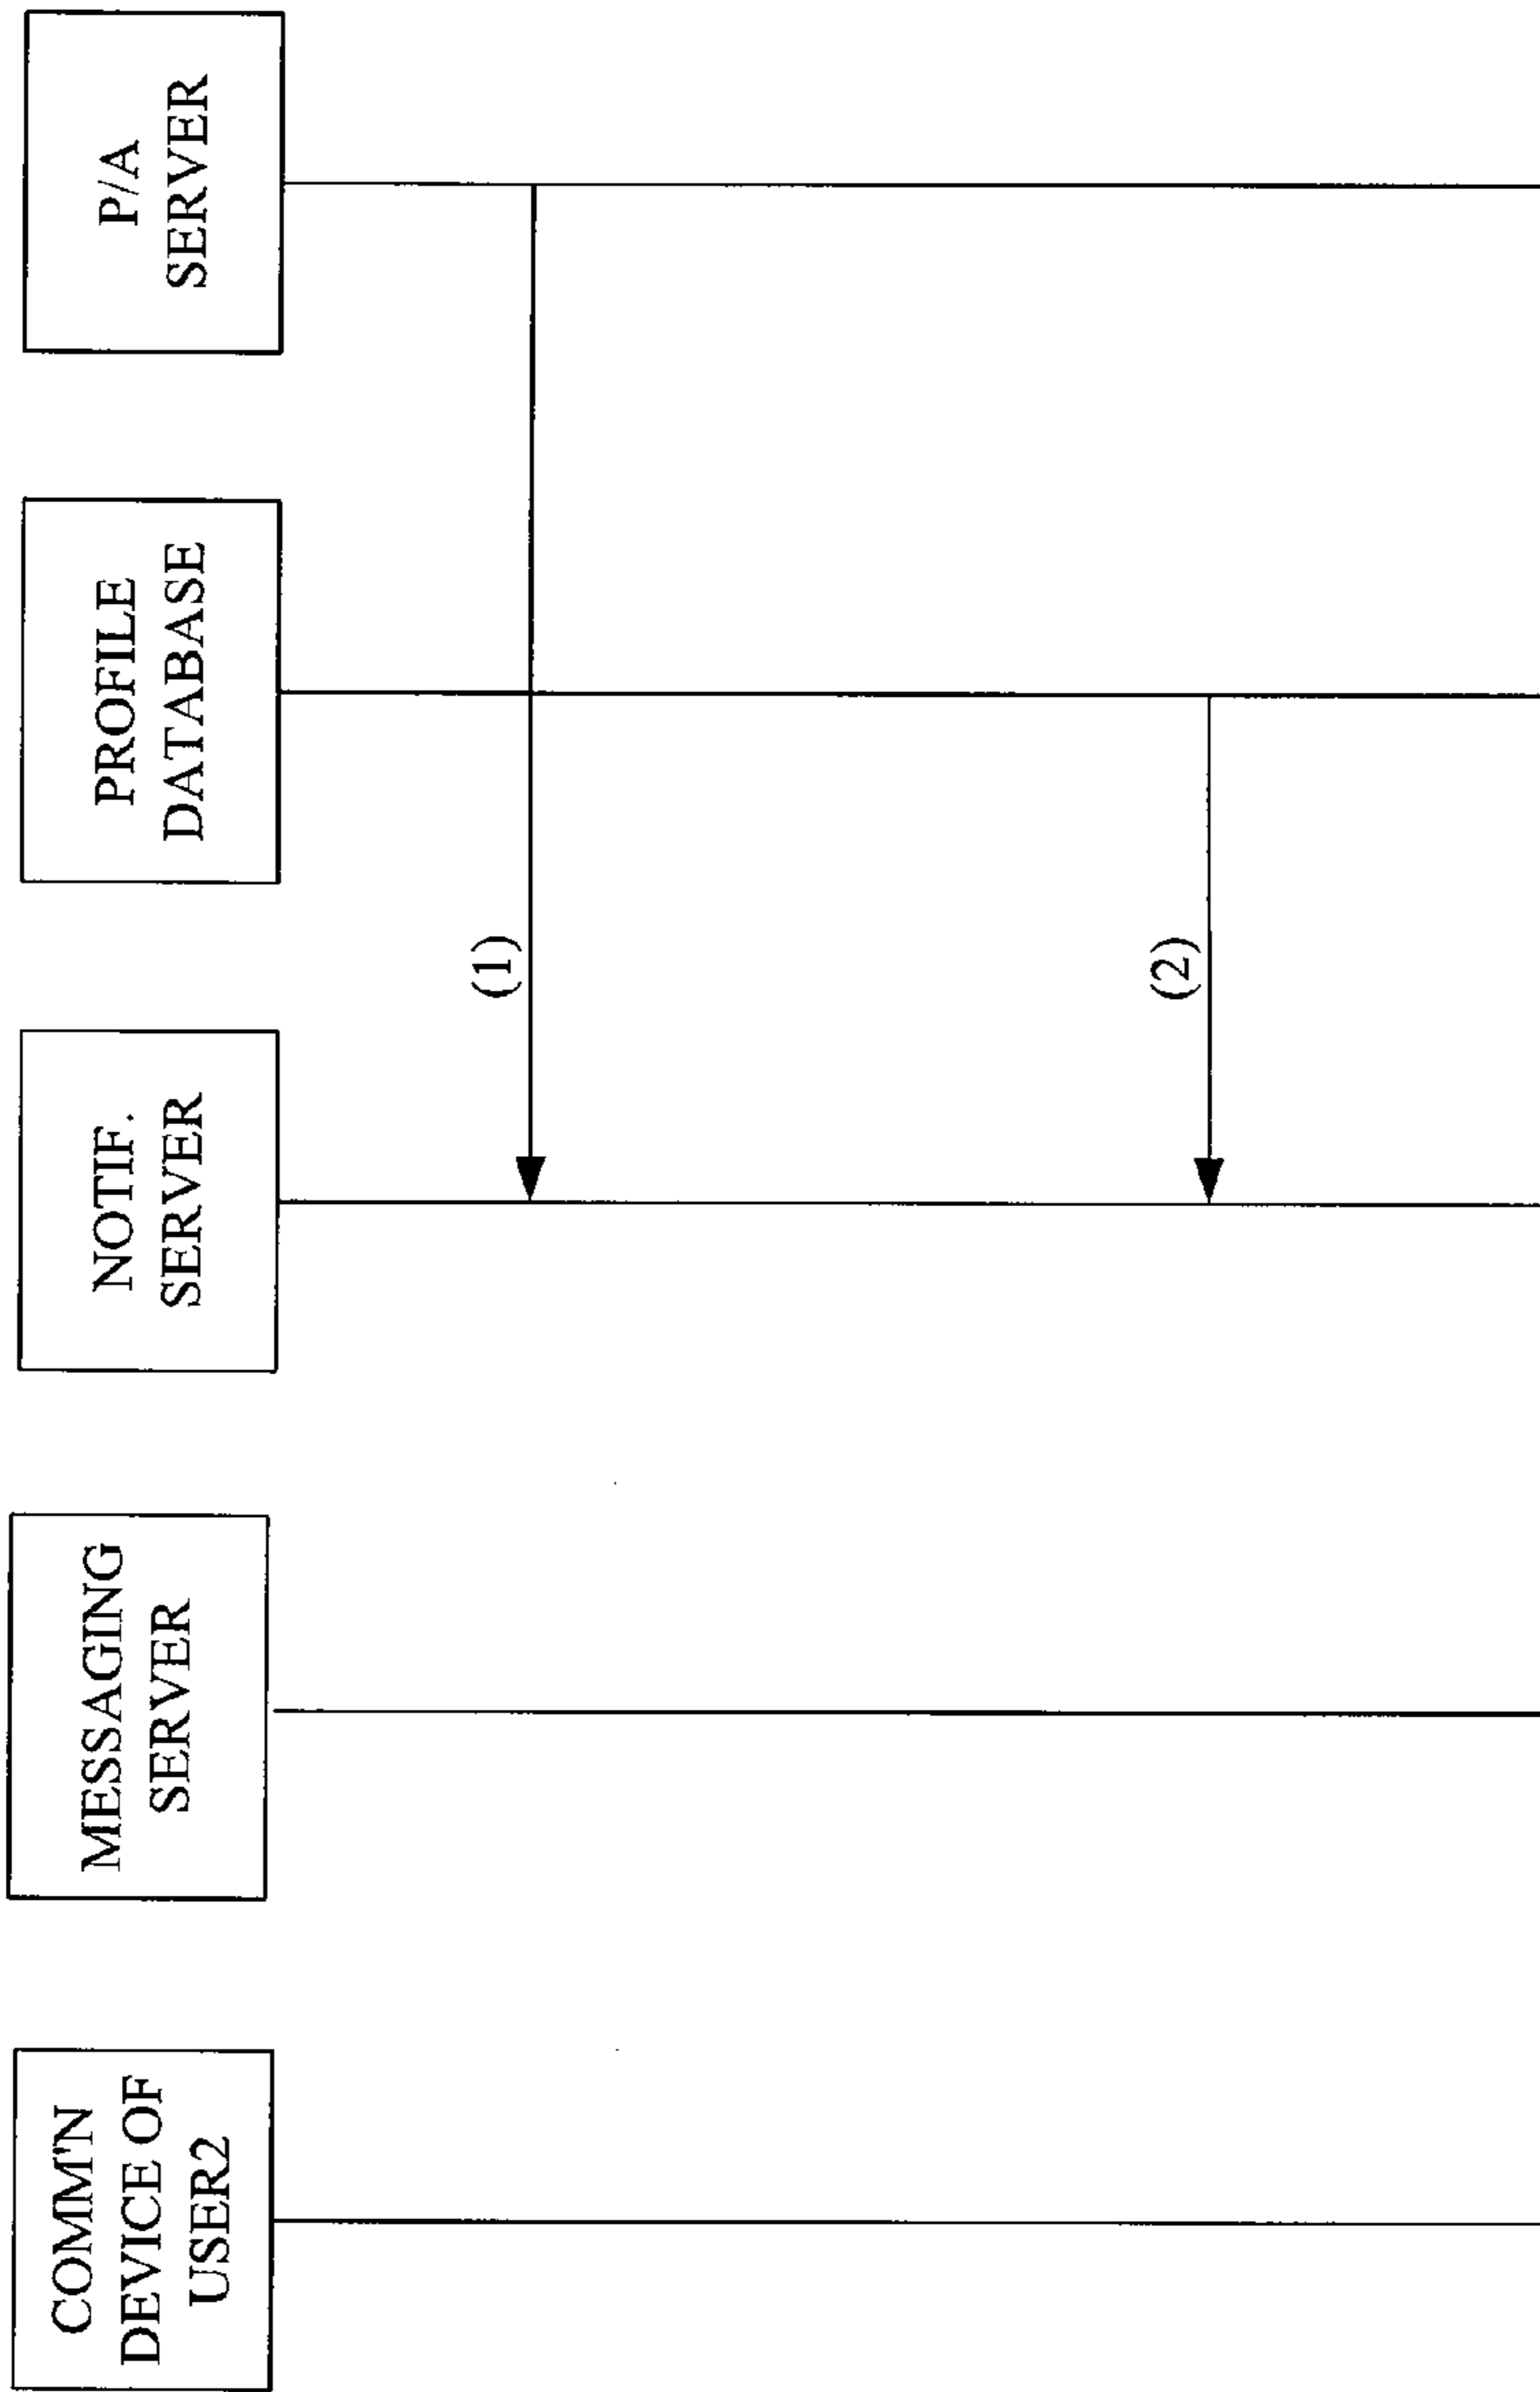 COMM'N
DEVICE OF
USER2
MESSAGING
SERVER
NOTIF.
SERVER
PROFILE
DATABASE
P/A
SERVER
(1)
(2)